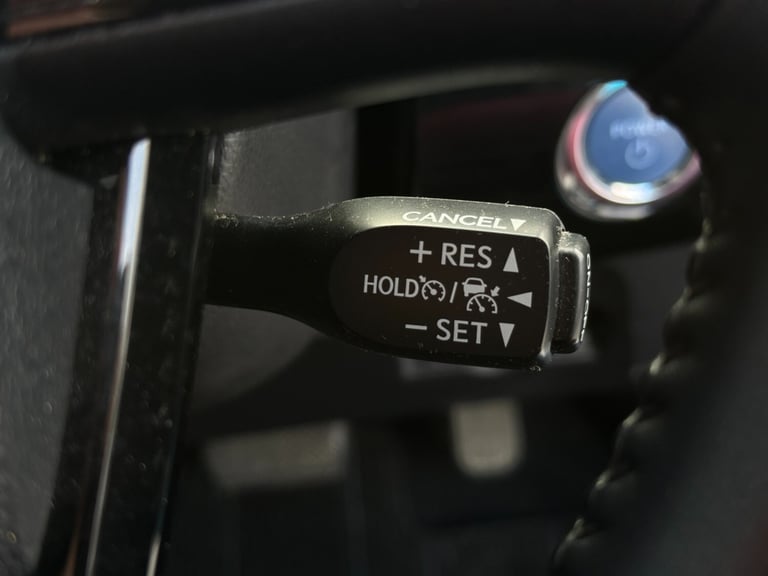 CANCEL▼
+ RES ▲
HOLD / ◀
− SET ▼
POWER